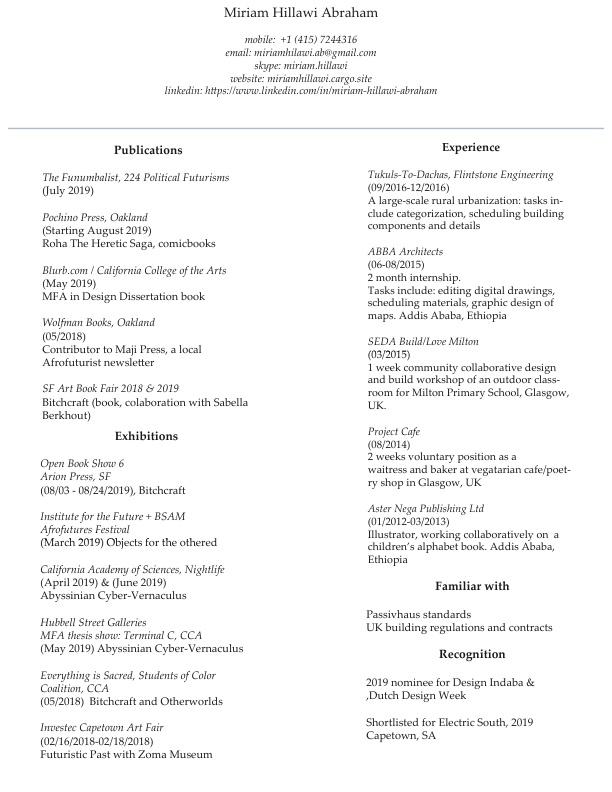 Miriam Hillawi Abraham
mobile:  +1 (415) 7244316
email: miriamhilawi.ab@gmail.com
skype: miriam.hillawi
website: miriamhillawi.cargo.site
linkedin: https://www.linkedin.com/in/miriam-hillawi-abraham
Publications
The Funumbalist, 224 Political Futurisms
(July 2019)
Pochino Press, Oakland
(Starting August 2019)
Roha The Heretic Saga, comicbooks
Blurb.com / California College of the Arts
(May 2019)
MFA in Design Dissertation book
Wolfman Books, Oakland
(05/2018)
Contributor to Maji Press, a local
Afrofuturist newsletter
SF Art Book Fair 2018 & 2019
Bitchcraft (book, colaboration with Sabella
Berkhout)
Exhibitions
Open Book Show 6
Arion Press, SF
(08/03 - 08/24/2019), Bitchcraft
Institute for the Future + BSAM
Afrofutures Festival
(March 2019) Objects for the othered
California Academy of Sciences, Nightlife
(April 2019) & (June 2019)
Abyssinian Cyber-Vernaculus
Hubbell Street Galleries
MFA thesis show: Terminal C, CCA
(May 2019) Abyssinian Cyber-Vernaculus
Everything is Sacred, Students of Color
Coalition, CCA
(05/2018)  Bitchcraft and Otherworlds
Investec Capetown Art Fair
(02/16/2018-02/18/2018)
Futuristic Past with Zoma Museum
Experience
Tukuls-To-Dachas, Flintstone Engineering
(09/2016-12/2016)
A large-scale rural urbanization: tasks in-
clude categorization, scheduling building
components and details
ABBA Architects
(06-08/2015)
2 month internship.
Tasks include: editing digital drawings,
scheduling materials, graphic design of
maps. Addis Ababa, Ethiopia
SEDA Build/Love Milton
(03/2015)
1 week community collaborative design
and build workshop of an outdoor class-
room for Milton Primary School, Glasgow,
UK.
Project Cafe
(08/2014)
2 weeks voluntary position as a
waitress and baker at vegatarian cafe/poet-
ry shop in Glasgow, UK
Aster Nega Publishing Ltd
(01/2012-03/2013)
Illustrator, working collaboratively on  a
children's alphabet book. Addis Ababa,
Ethiopia
Familiar with
Passivhaus standards
UK building regulations and contracts
Recognition
2019 nominee for Design Indaba &
,Dutch Design Week
Shortlisted for Electric South, 2019
Capetown, SA